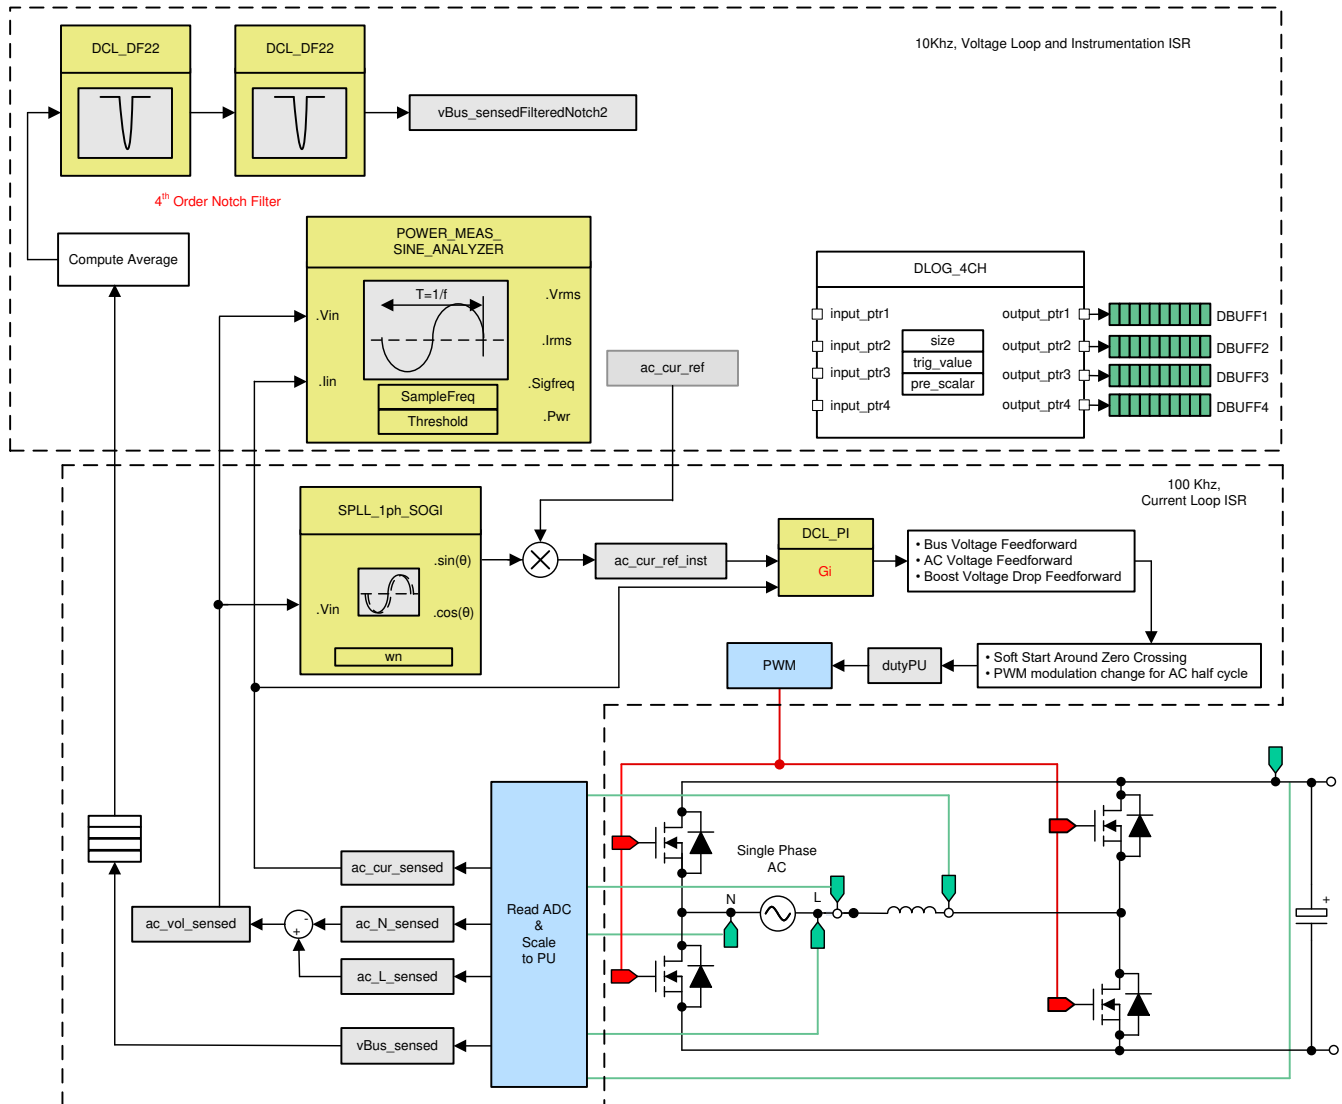 DCL_DF22
DCL_DF22
10Khz, Voltage Loop and Instrumentation ISR
vBus_sensedFilteredNotch2
4th Order Notch Filter
Compute Average
POWER_MEAS_
SINE_ANALYZER
T=1/f
.Vin
.Iin
.Vrms
.Irms
.Sigfreq
.Pwr
SampleFreq
Threshold
ac_cur_ref
DLOG_4CH
input_ptr1
input_ptr2
input_ptr3
input_ptr4
size
trig_value
pre_scalar
output_ptr1
output_ptr2
output_ptr3
output_ptr4
DBUFF1
DBUFF2
DBUFF3
DBUFF4
100 Khz,
Current Loop ISR
SPLL_1ph_SOGI
.sin(θ)
.Vin
.cos(θ)
wn
ac_cur_ref_inst
DCL_PI
Gi
• Bus Voltage Feedforward
• AC Voltage Feedforward
• Boost Voltage Drop Feedforward
• Soft Start Around Zero Crossing
• PWM modulation change for AC half cycle
dutyPU
PWM
ac_cur_sensed
ac_vol_sensed
-
+
ac_N_sensed
ac_L_sensed
vBus_sensed
Read ADC
&
Scale
to PU
Single Phase
AC
N
L
+